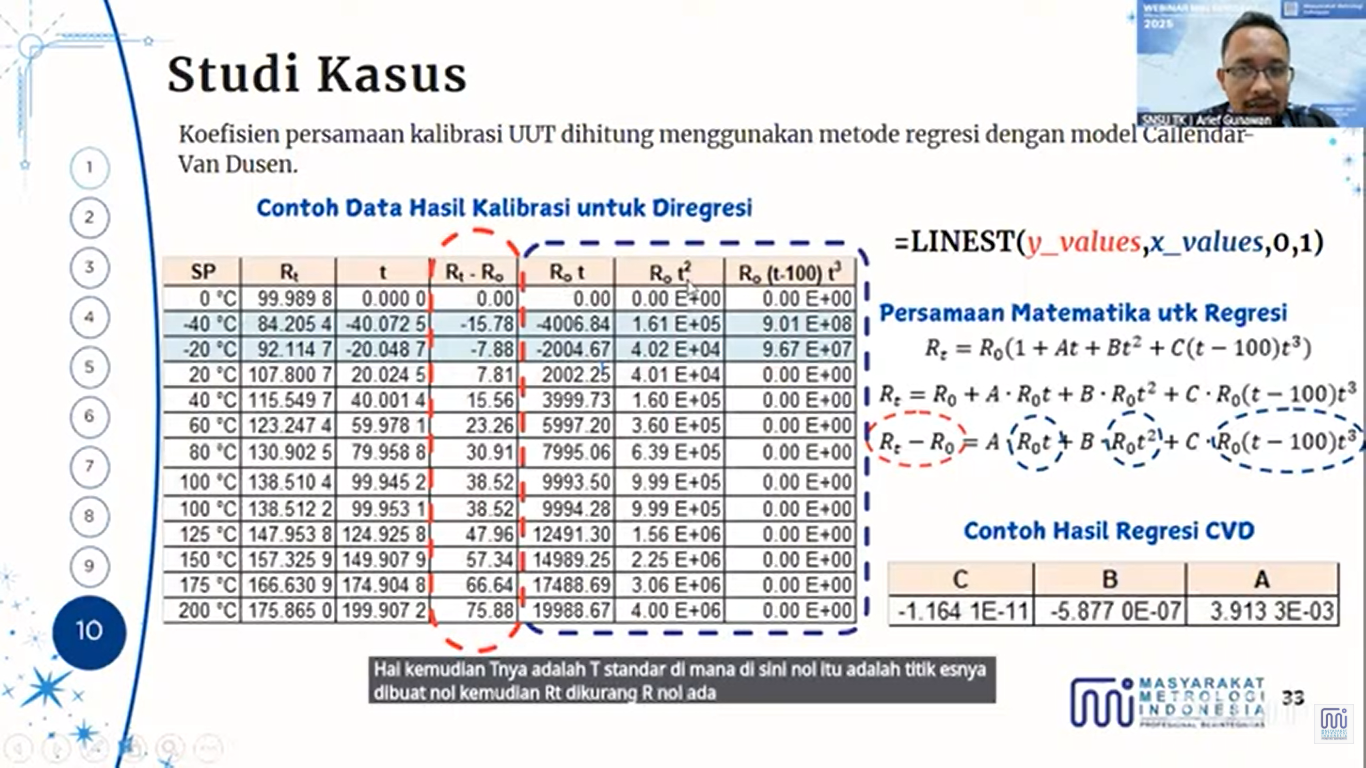 WEBINAR
2025
Masyarakat Metrologi
SNSU TK | Arief Gunawan
Studi Kasus
Koefisien persamaan kalibrasi UUT dihitung menggunakan metode regresi dengan model Callendar-
Van Dusen.
1
2
3
4
5
6
7
8
9
10
Contoh Data Hasil Kalibrasi untuk Diregresi
SP Rₜ t Rₜ - R₀ R₀ t R₀ t² R₀ (t-100) t³
0 °C 99.989 8 0.000 0 0.00 0.00 0.00 E+00 0.00 E+00
-40 °C 84.205 4 -40.072 5 -15.78 -4006.84 1.61 E+05 9.01 E+08
-20 °C 92.114 7 -20.048 7 -7.88 -2004.67 4.02 E+04 9.67 E+07
20 °C 107.800 7 20.024 5 7.81 2002.25 4.01 E+04 0.00 E+00
40 °C 115.549 7 40.001 4 15.56 3999.73 1.60 E+05 0.00 E+00
60 °C 123.247 4 59.978 1 23.26 5997.20 3.60 E+05 0.00 E+00
80 °C 130.902 5 79.958 8 30.91 7995.06 6.39 E+05 0.00 E+00
100 °C 138.510 4 99.945 2 38.52 9993.50 9.99 E+05 0.00 E+00
100 °C 138.512 2 99.953 1 38.52 9994.28 9.99 E+05 0.00 E+00
125 °C 147.953 8 124.925 8 47.96 12491.30 1.56 E+06 0.00 E+00
150 °C 157.325 9 149.907 9 57.34 14989.25 2.25 E+06 0.00 E+00
175 °C 166.630 9 174.904 8 66.64 17488.69 3.06 E+06 0.00 E+00
200 °C 175.865 0 199.907 2 75.88 19988.67 4.00 E+06 0.00 E+00
=LINEST(y_values,x_values,0,1)
Persamaan Matematika utk Regresi
Rₜ = R₀(1 + At + Bt² + C(t − 100)t³)
Rₜ = R₀ + A · R₀t + B · R₀t² + C · R₀(t − 100)t³
Rₜ − R₀ = A · R₀t + B · R₀t² + C · R₀(t − 100)t³
Contoh Hasil Regresi CVD
C B A
-1.164 1E-11 -5.877 0E-07 3.913 3E-03
Hai kemudian Tnya adalah T standar di mana di sini nol itu adalah titik esnya
dibuat nol kemudian Rt dikurang R nol ada
MASYARAKAT
METROLOGI
INDONESIA
33